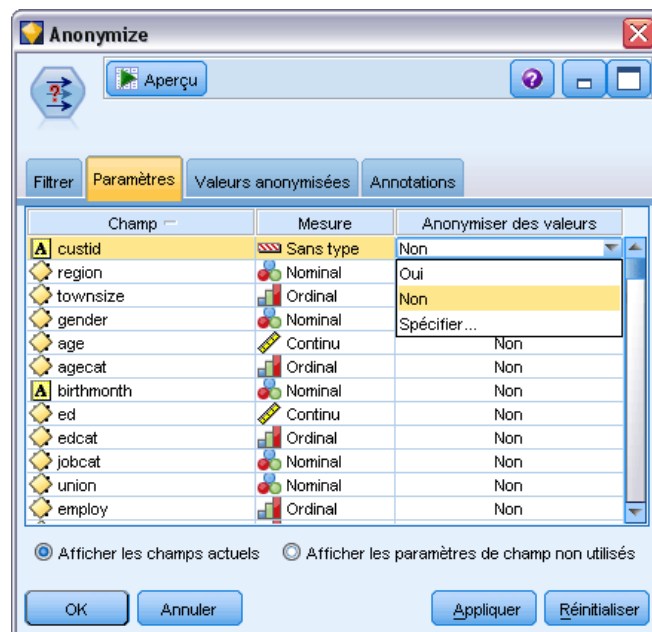 Anonymize
Aperçu
Filtrer Paramètres Valeurs anonymisées Annotations
Champ Mesure Anonymiser des valeurs
A custid Sans type Non
region Nominal Oui
townsize Ordinal Non
gender Nominal Spécifier...
age Continu Non
agecat Ordinal Non
A birthmonth Nominal Non
ed Continu Non
edcat Ordinal Non
jobcat Nominal Non
union Nominal Non
employ Ordinal Non
Afficher les champs actuels Afficher les paramètres de champ non utilisés
OK Annuler Appliquer Réinitialiser